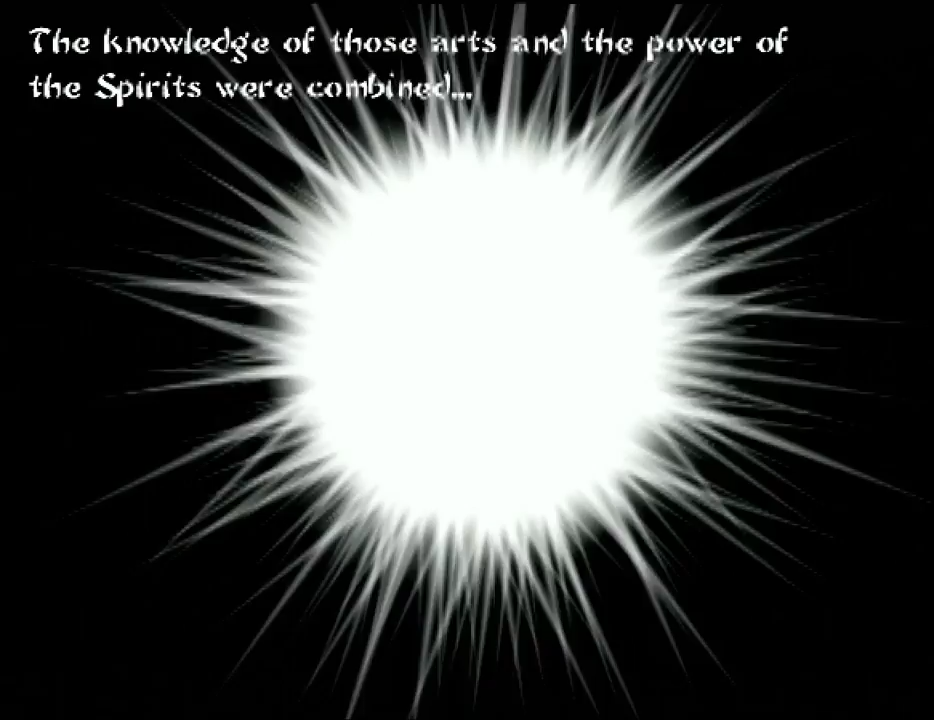 The knowledge of those arts and the power of
the Spirits were combined...